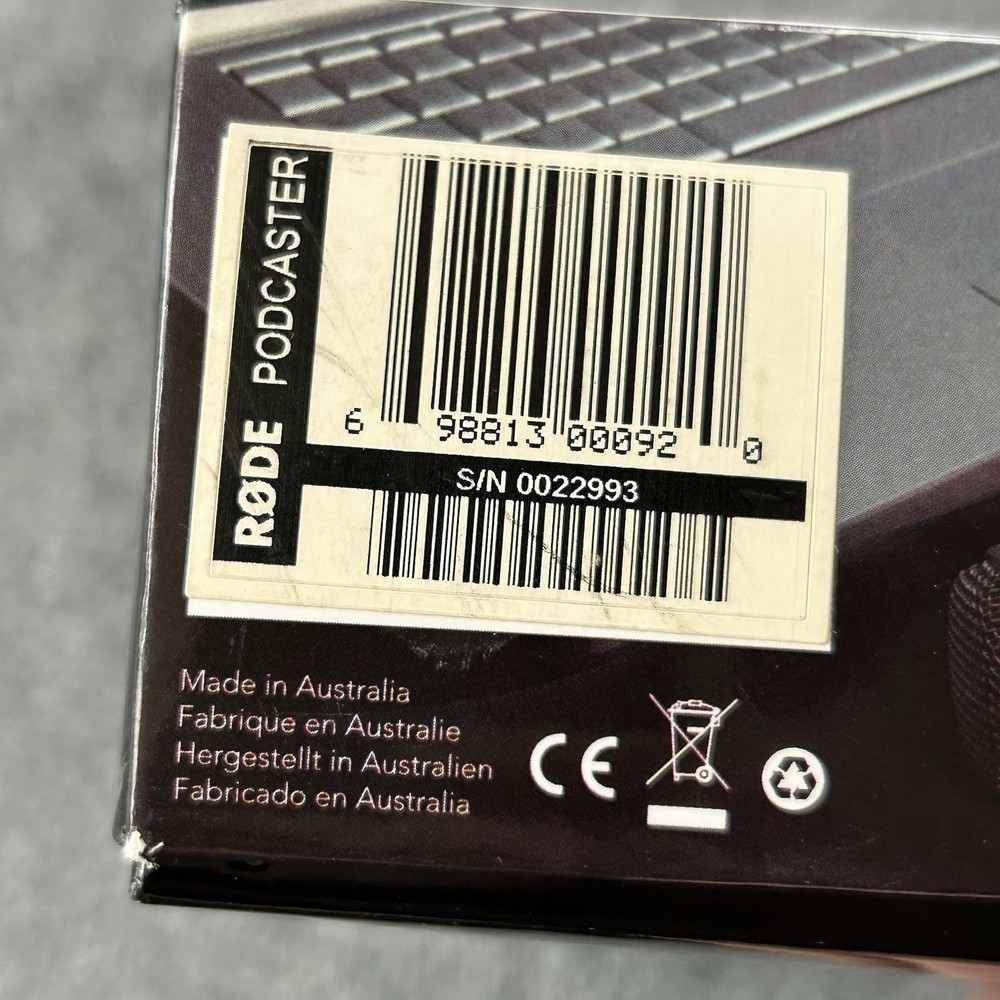 RØDE PODCASTER
6 98813 00092 0
S/N 0022993
Made in Australia
Fabrique en Australie
Hergestellt in Australien
Fabricado en Australia
CE